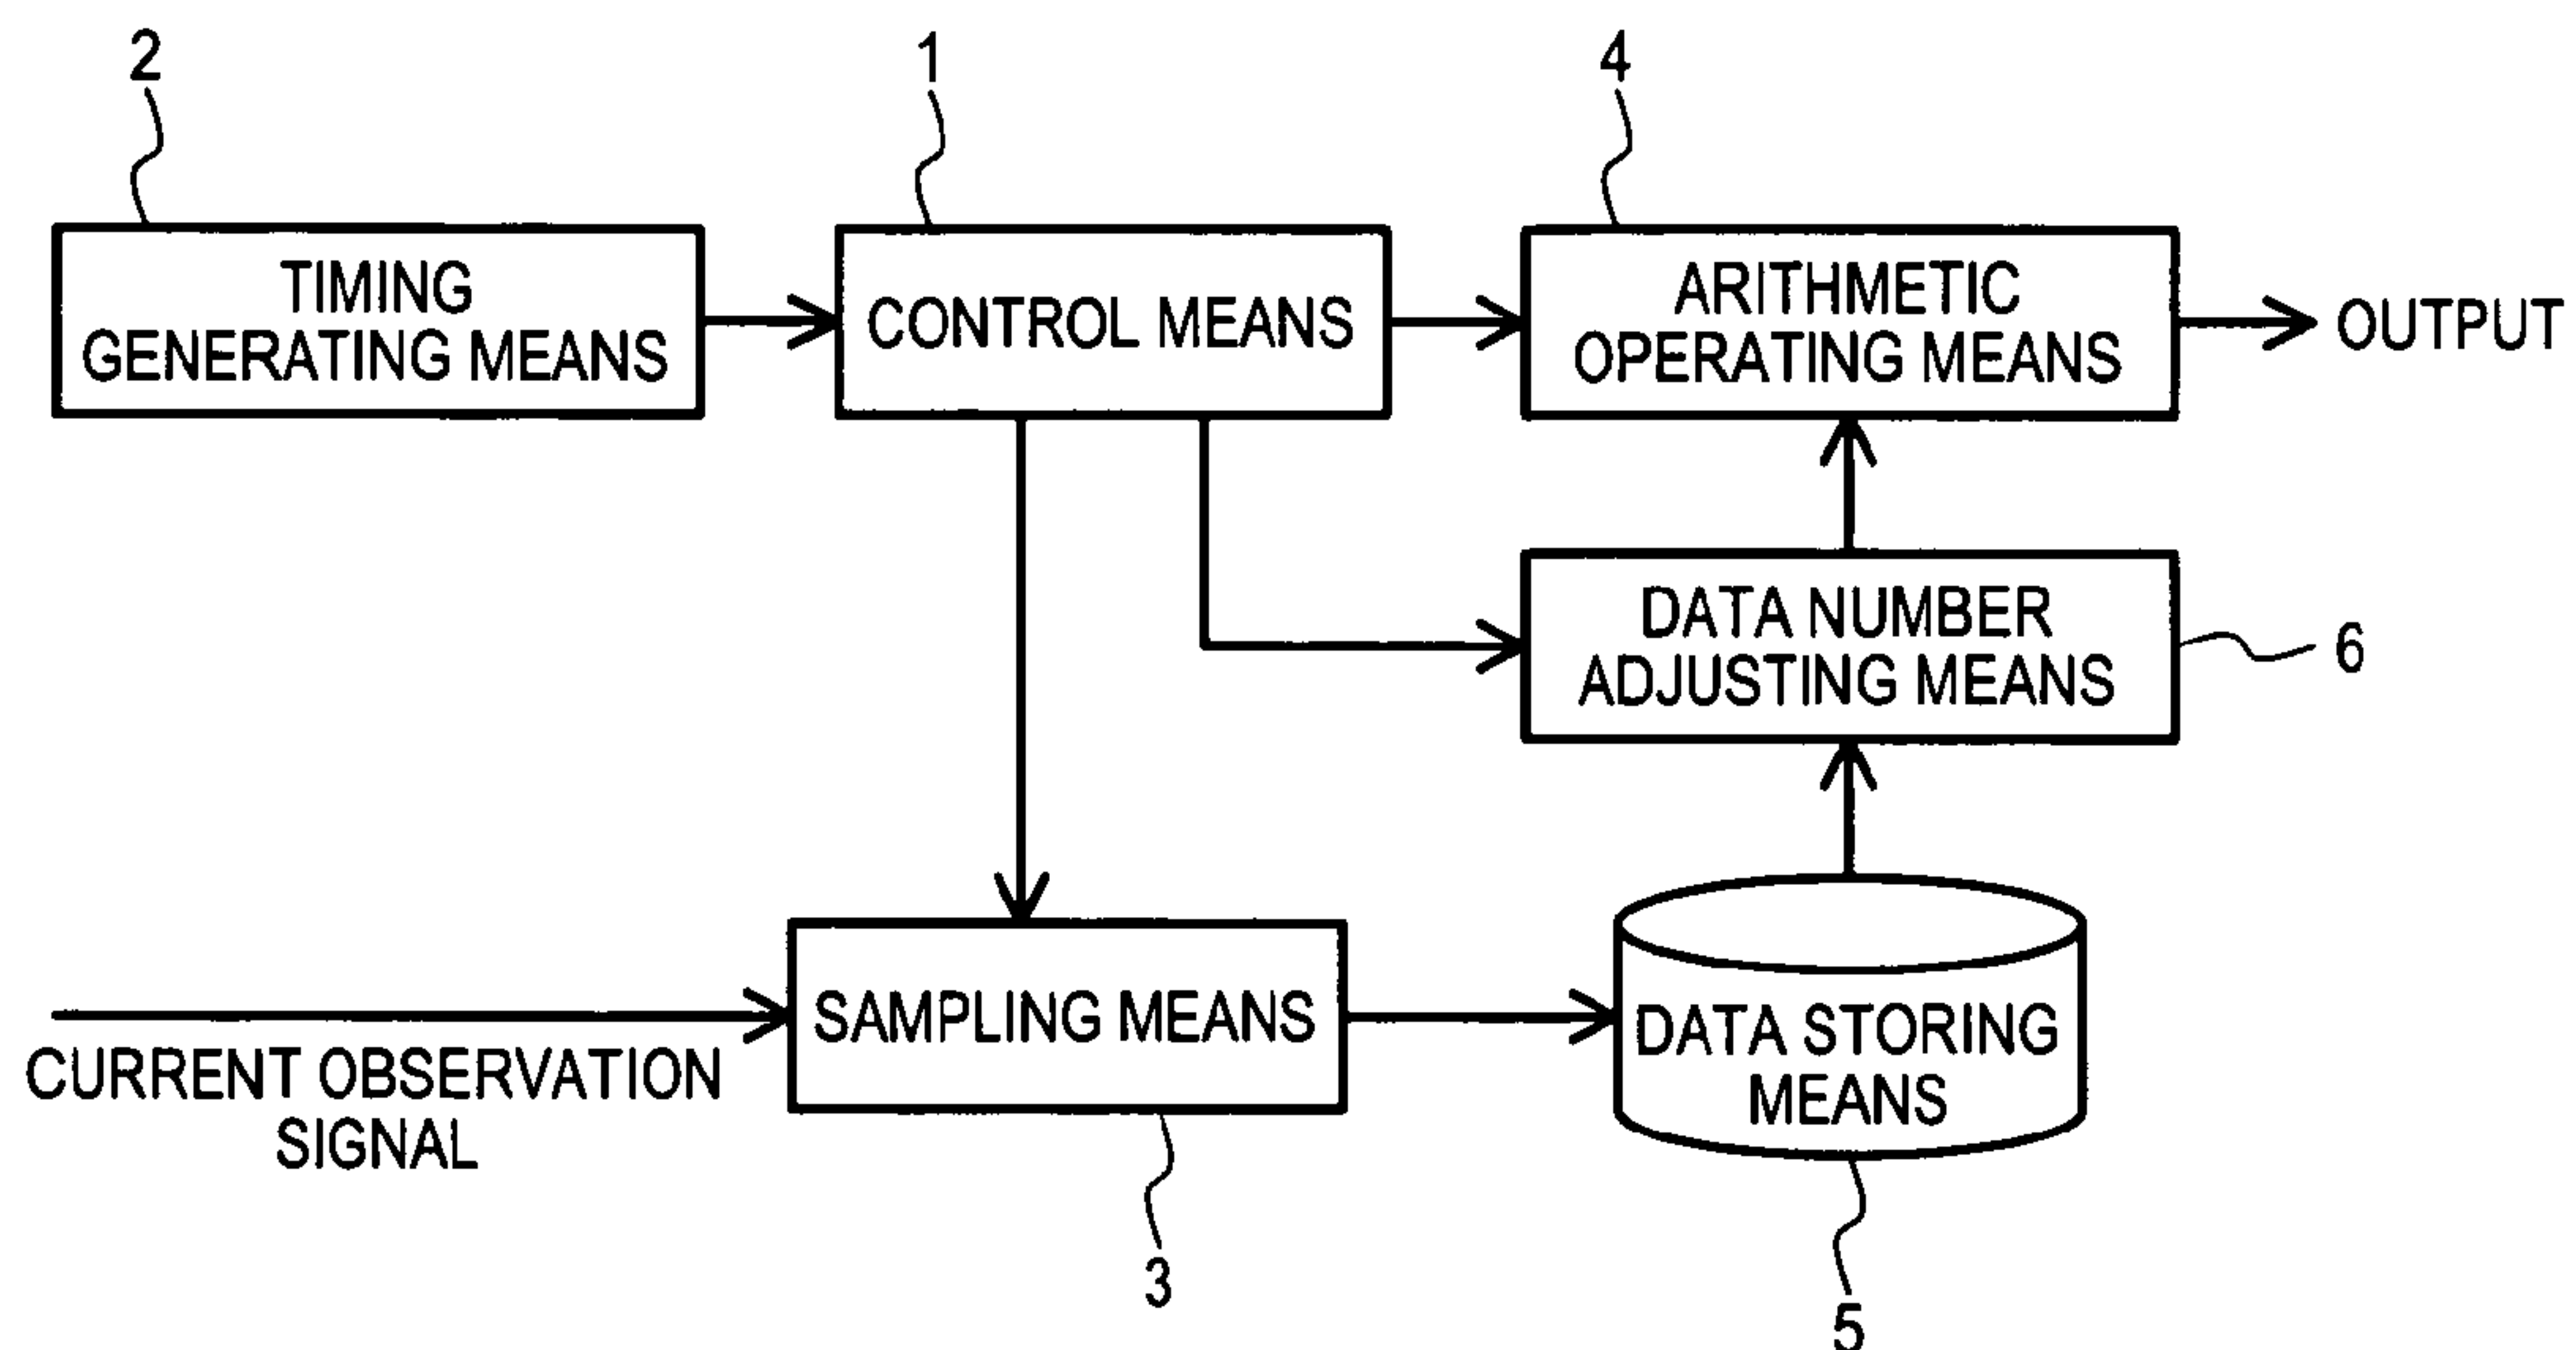 2
1
4
TIMING
GENERATING MEANS
CONTROL MEANS
ARITHMETIC
OPERATING MEANS
OUTPUT
DATA NUMBER
ADJUSTING MEANS
6
SAMPLING MEANS
DATA STORING
MEANS
CURRENT OBSERVATION
SIGNAL
3
5